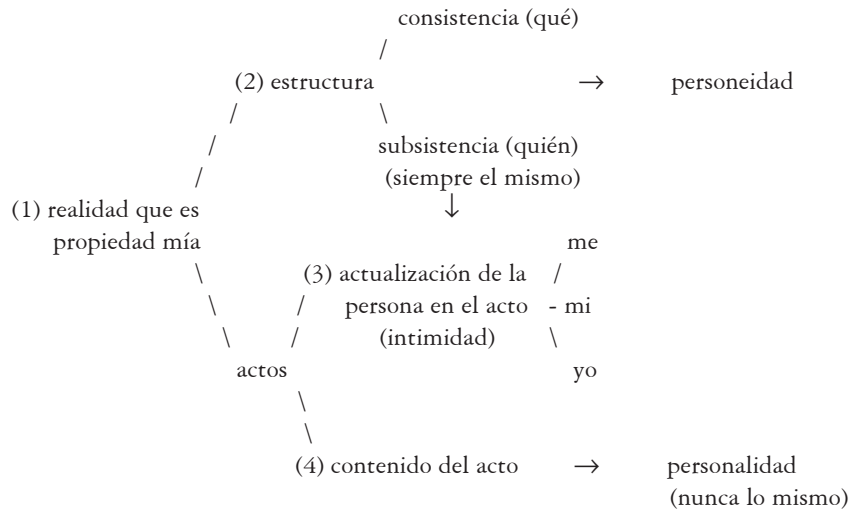 consistencia (qué)
(2) estructura → personeidad
subsistencia (quién)
(siempre el mismo)
↓
(1) realidad que es
propiedad mía
me
(3) actualización de la
persona en el acto - mi
(intimidad)
actos
yo
(4) contenido del acto → personalidad
(nunca lo mismo)